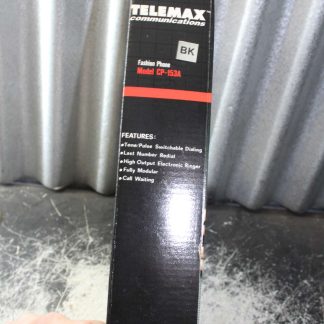 TELEMAX
communications
BK
Fashion Phone
Model CP-153A
FEATURES:
Tone/Pulse Switchable Dialing
Last Number Redial
High Output Electronic Ringer
Fully Modular
Call Waiting